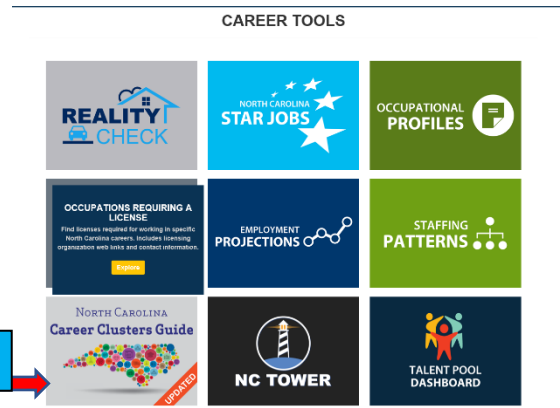 CAREER TOOLS
REALITY
CHECK
NORTH CAROLINA
STAR JOBS
OCCUPATIONAL
PROFILES
OCCUPATIONS REQUIRING A
LICENSE
Find licenses required for working in specific
North Carolina careers. Includes licensing
organization web links and contact information.
Explore
EMPLOYMENT
PROJECTIONS
STAFFING
PATTERNS
NORTH CAROLINA
Career Clusters Guide
UPDATED
NC TOWER
TALENT POOL
DASHBOARD